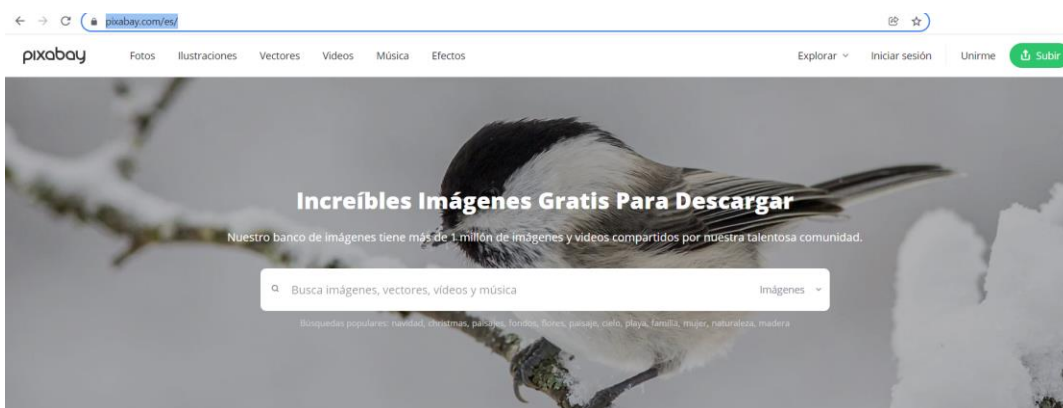 pixabay.com/es/
pixabay Fotos Ilustraciones Vectores Videos Música Efectos Explorar Iniciar sesión Unirme Subir
Increíbles Imágenes Gratis Para Descargar
Nuestro banco de imágenes tiene más de 1 millón de imágenes y videos compartidos por nuestra talentosa comunidad.
Busca imágenes, vectores, vídeos y música Imágenes
Búsquedas populares: navidad, christmas, paisajes, fondos, flores, paisaje, cielo, playa, familia, mujer, naturaleza, madera